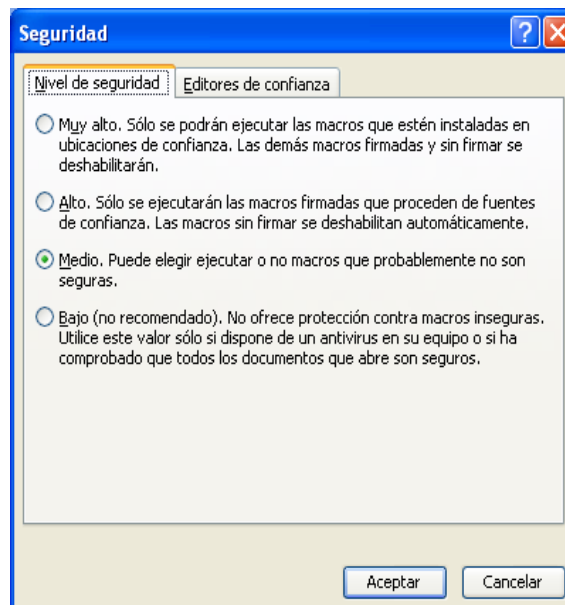 Seguridad
Nivel de seguridad
Editores de confianza
Muy alto. Sólo se podrán ejecutar las macros que estén instaladas en
ubicaciones de confianza. Las demás macros firmadas y sin firmar se
deshabilitarán.
Alto. Sólo se ejecutarán las macros firmadas que proceden de fuentes
de confianza. Las macros sin firmar se deshabilitan automáticamente.
Medio. Puede elegir ejecutar o no macros que probablemente no son
seguras.
Bajo (no recomendado). No ofrece protección contra macros inseguras.
Utilice este valor sólo si dispone de un antivirus en su equipo o si ha
comprobado que todos los documentos que abre son seguros.
Aceptar
Cancelar